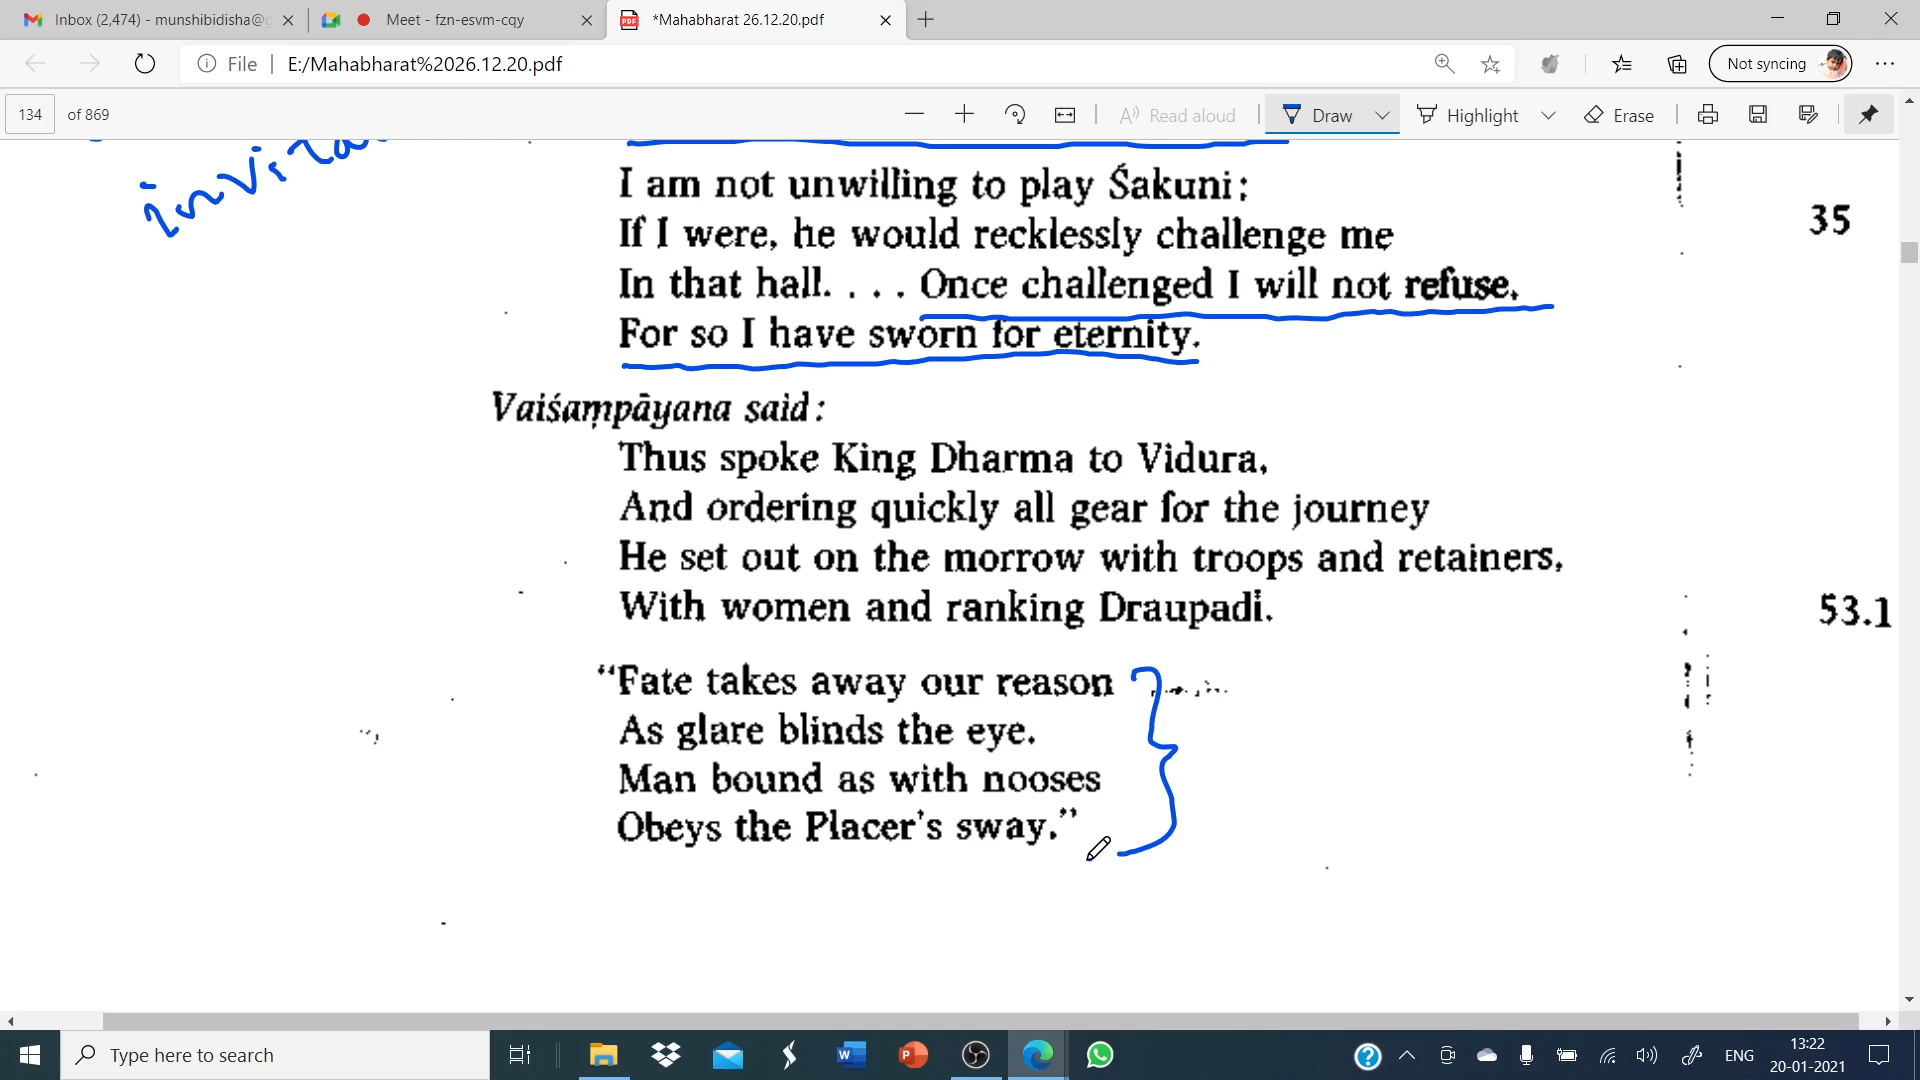 Inbox (2,474) - munshibidisha@g
Meet - fzn-esvm-cqy
*Mahabharat 26.12.20.pdf
File
E:/Mahabharat%2026.12.20.pdf
Not syncing
134 of 869
Read aloud
Draw
Highlight
Erase
I am not unwilling to play Śakuni;
If I were, he would recklessly challenge me
35
In that hall. . . . Once challenged I will not refuse,
For so I have sworn for eternity.
Vaiśaṃpāyana said:
Thus spoke King Dharma to Vidura,
And ordering quickly all gear for the journey
He set out on the morrow with troops and retainers,
With women and ranking Draupadī.
53.1
"Fate takes away our reason
As glare blinds the eye.
Man bound as with nooses
Obeys the Placer's sway."
Type here to search
ENG
13:22
20-01-2021